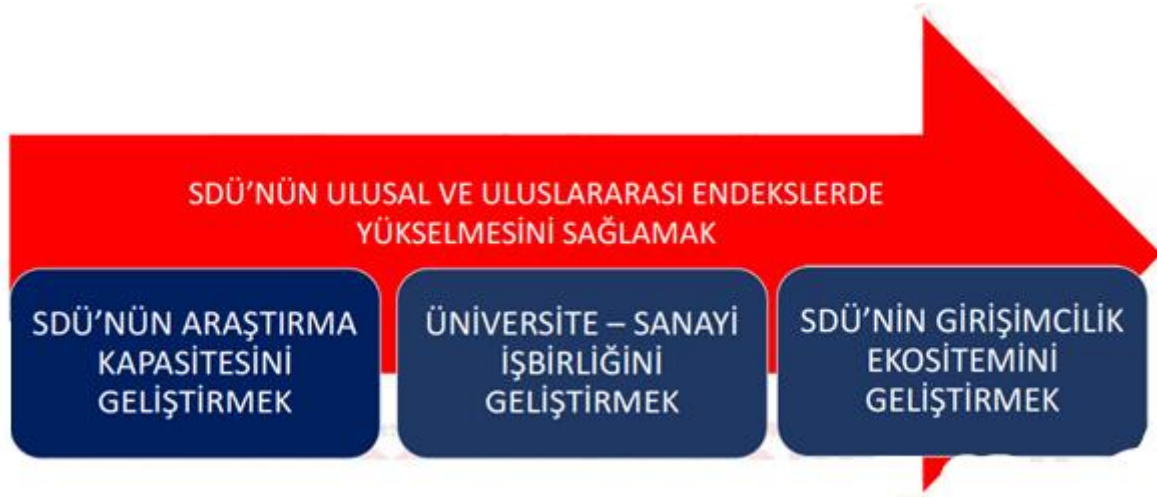 SDÜ’NÜN ULUSAL VE ULUSLARARASI ENDEKSLERDE
YÜKSELMESİNİ SAĞLAMAK
SDÜ’NÜN ARAŞTIRMA
KAPASİTESİNİ
GELİŞTİRMEK
ÜNİVERSİTE – SANAYİ
İŞBİRLİĞİNİ
GELİŞTİRMEK
SDÜ’NİN GİRİŞİMCİLİK
EKOSİTEMİNİ
GELİŞTİRMEK